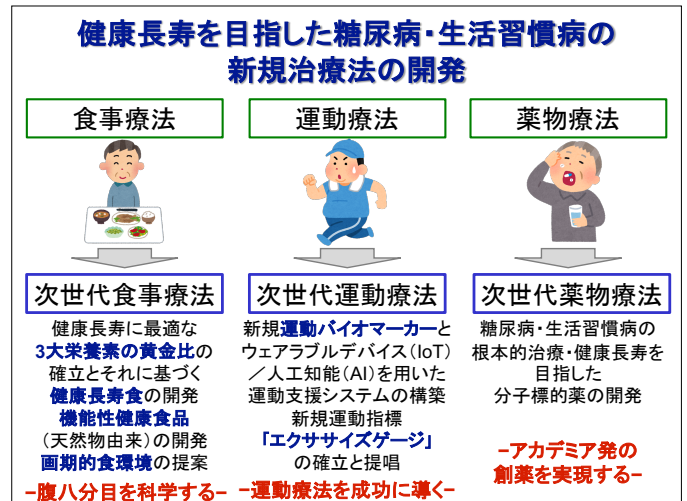 健康長寿を目指した糖尿病・生活習慣病の
新規治療法の開発
食事療法
運動療法
薬物療法
次世代食事療法
健康長寿に最適な
3大栄養素の黄金比の
確立とそれに基づく
健康長寿食の開発
機能性健康食品
（天然物由来）の開発
画期的食環境の提案
−腹八分目を科学する−
次世代運動療法
新規運動バイオマーカーと
ウェアラブルデバイス（IoT）
／人工知能（AI）を用いた
運動支援システムの構築
新規運動指標
「エクササイズゲージ」
の確立と提唱
−運動療法を成功に導く−
次世代薬物療法
糖尿病・生活習慣病の
根本的治療・健康長寿を
目指した
分子標的薬の開発
−アカデミア発の
創薬を実現する−